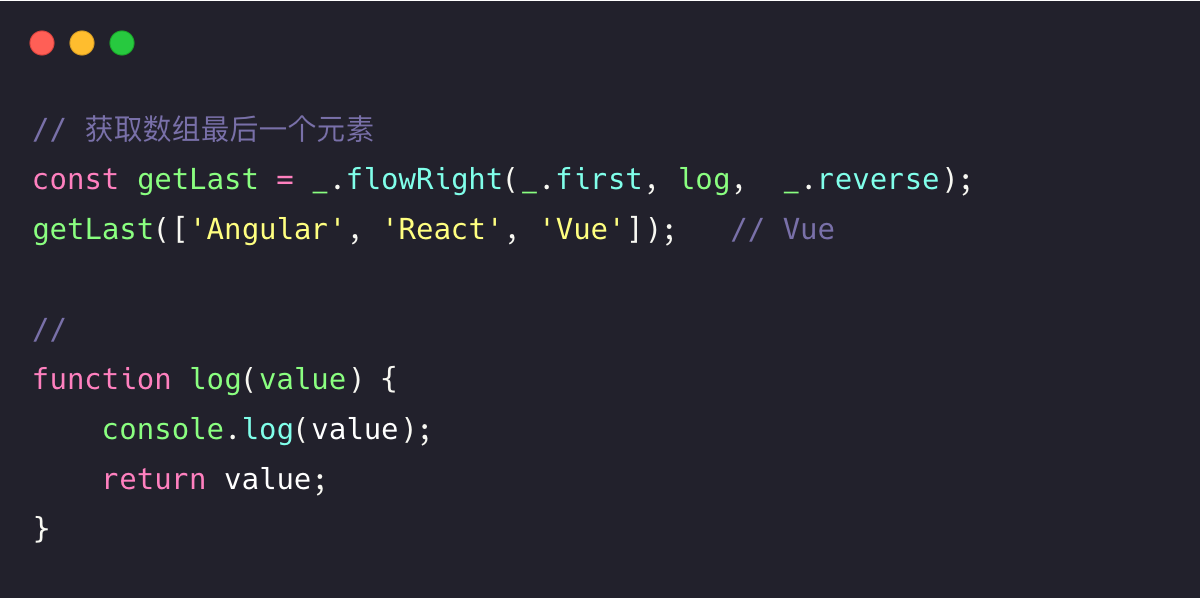 // 获取数组最后一个元素
const getLast = _.flowRight(_.first, log,  _.reverse);
getLast(['Angular', 'React', 'Vue']);   // Vue
//
function log(value) {
    console.log(value);
    return value;
}